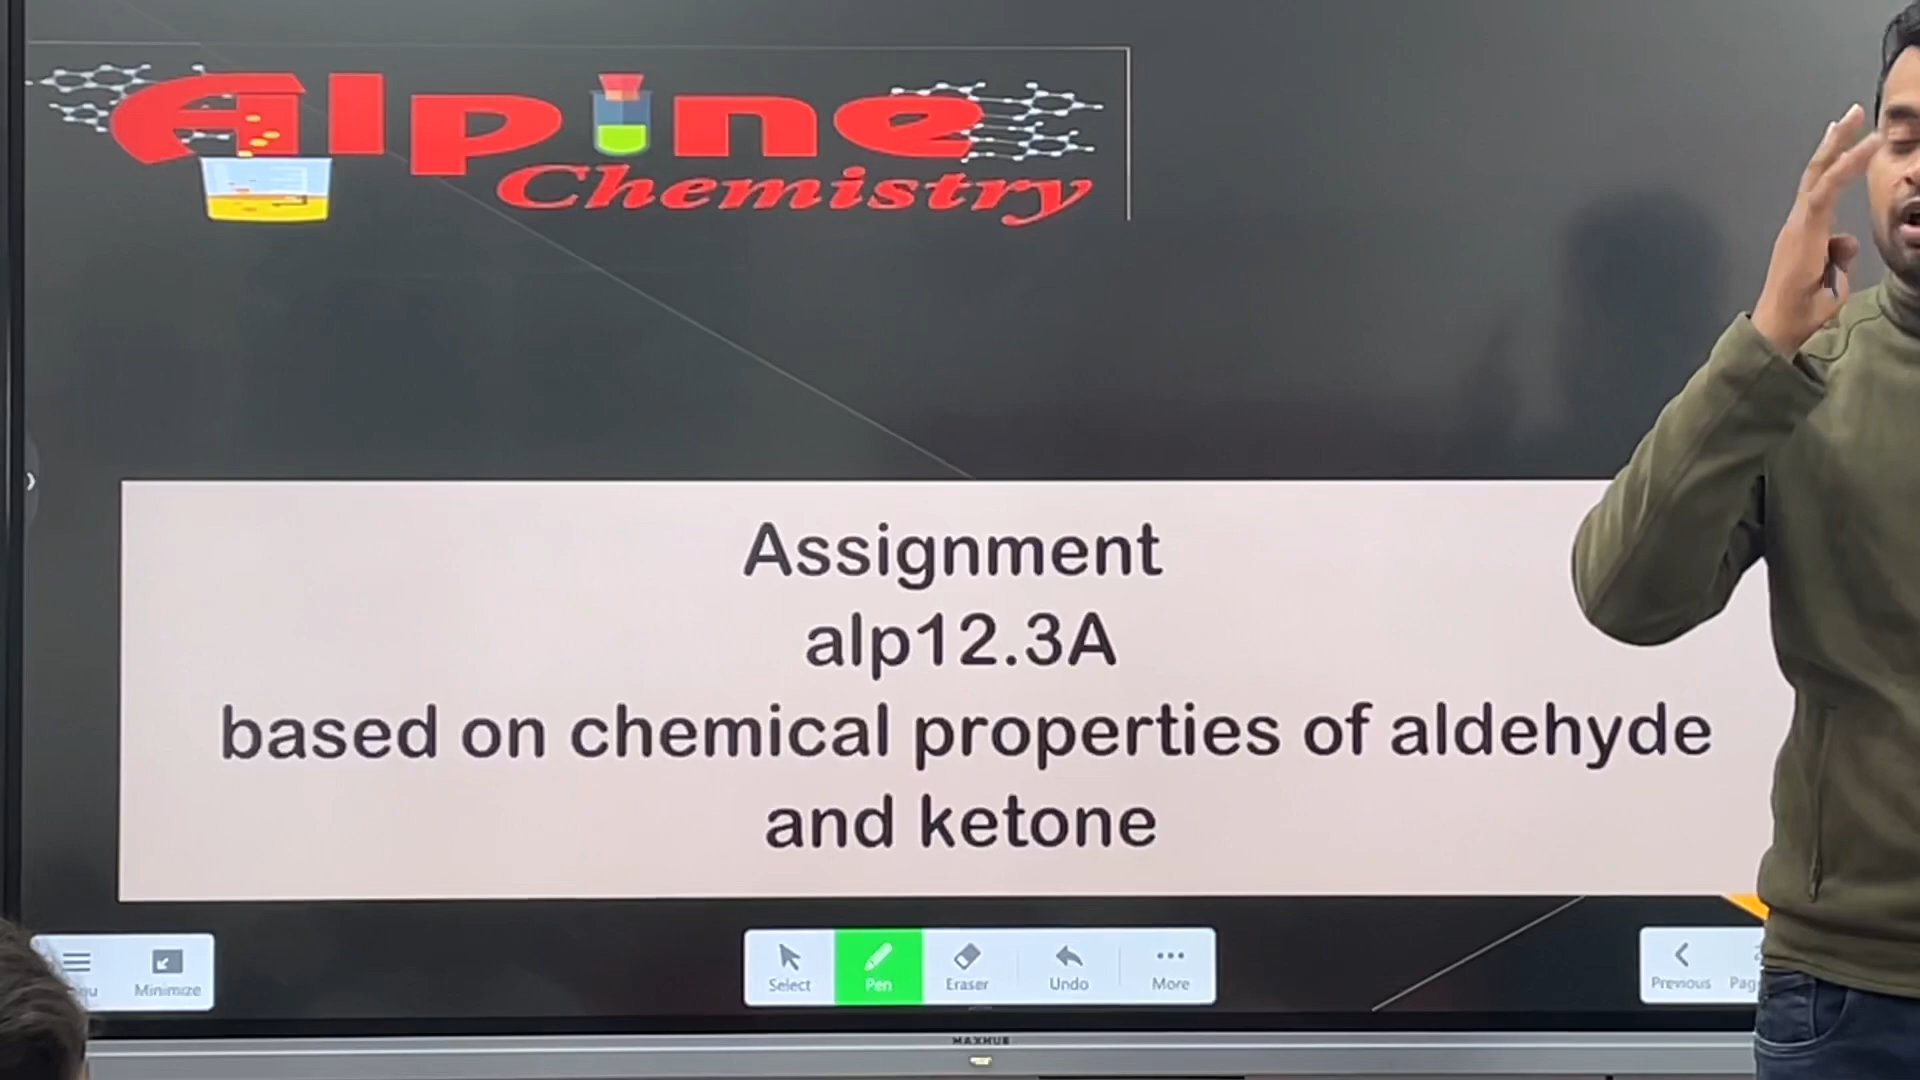 Alpine
Chemistry
Assignment
alp12.3A
based on chemical properties of aldehyde
and ketone
Minimize
Select
Pen
Eraser
Undo
More
Previous
MAXHUB